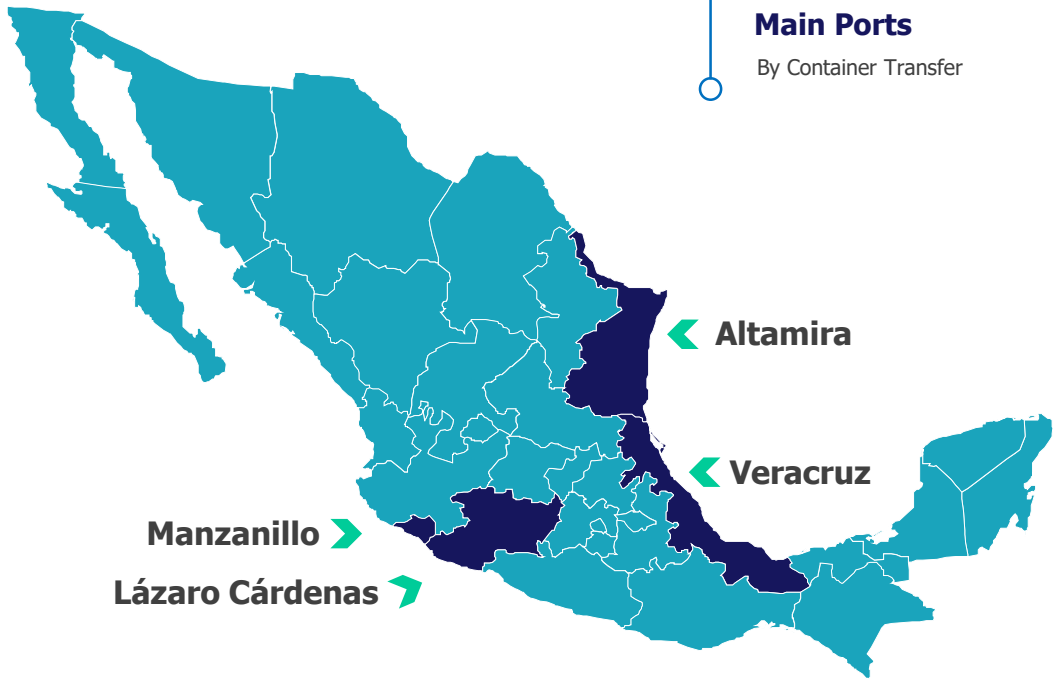 Main Ports
By Container Transfer
Altamira
Veracruz
Manzanillo
Lázaro Cárdenas